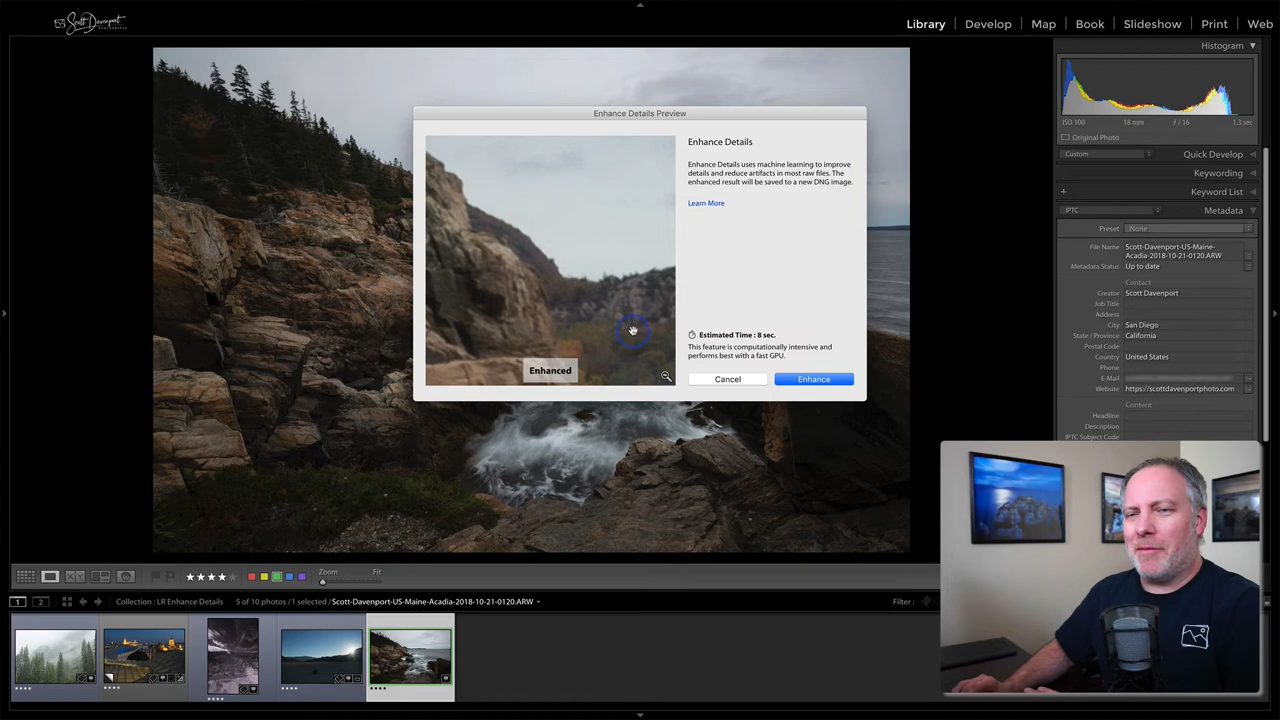 Scott Davenport
PHOTOGRAPHY
Library | Develop | Map | Book | Slideshow | Print | Web
Histogram
ISO 100 18 mm f / 16 1.3 sec
Original Photo
Custom Quick Develop
Keywording
+ Keyword List
IPTC Metadata
Preset None
File Name Scott-Davenport-US-Maine-
Acadia-2018-10-21-0120.ARW
Metadata Status Up to date
Contact
Creator Scott Davenport
Job Title
Address
City San Diego
State / Province California
Postal Code
Country United States
Phone
E-Mail
Website https://scottdavenportphoto.com
Content
Headline
Description
IPTC Subject Code
Enhance Details Preview
Enhance Details
Enhance Details uses machine learning to improve
details and reduce artifacts in most raw files. The
enhanced result will be saved to a new DNG image.
Learn More
Estimated Time : 8 sec.
This feature is computationally intensive and
performs best with a fast GPU.
Enhanced
Cancel Enhance
XY Zoom Fit
1 2 Collection : LR Enhance Details 5 of 10 photos / 1 selected / Scott-Davenport-US-Maine-Acadia-2018-10-21-0120.ARW Filter :